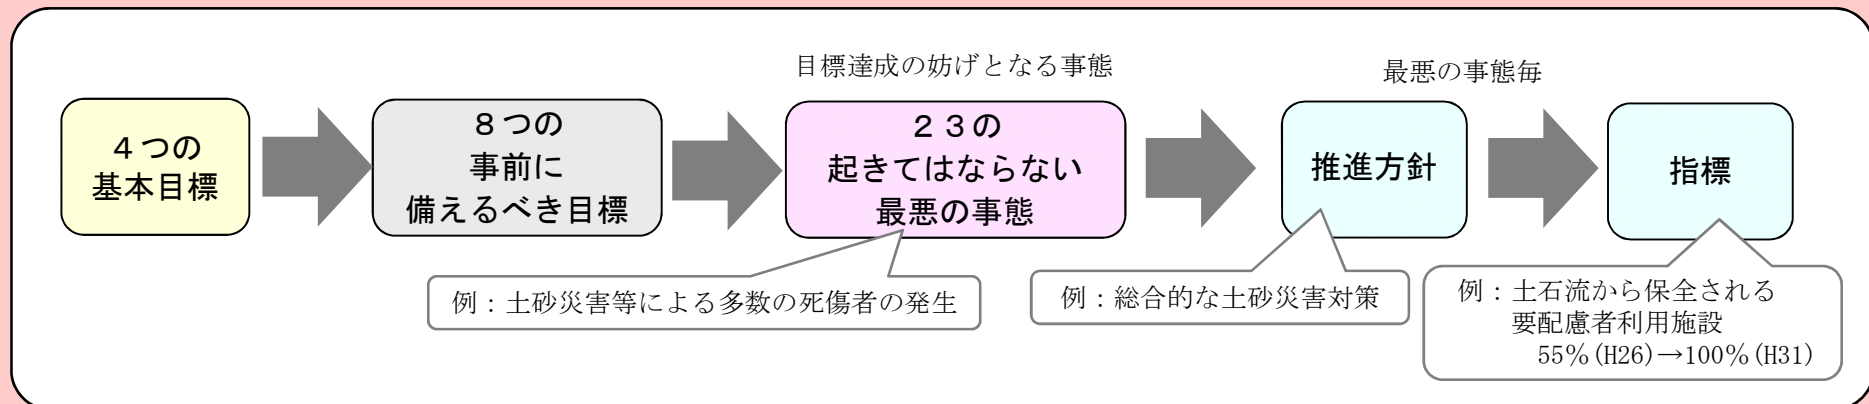 目標達成の妨げとなる事態
最悪の事態毎
４つの
基本目標
８つの
事前に
備えるべき目標
２３の
起きてはならない
最悪の事態
推進方針
指標
例：土砂災害等による多数の死傷者の発生
例：総合的な土砂災害対策
例：土石流から保全される
要配慮者利用施設
55％(H26)→100％(H31)